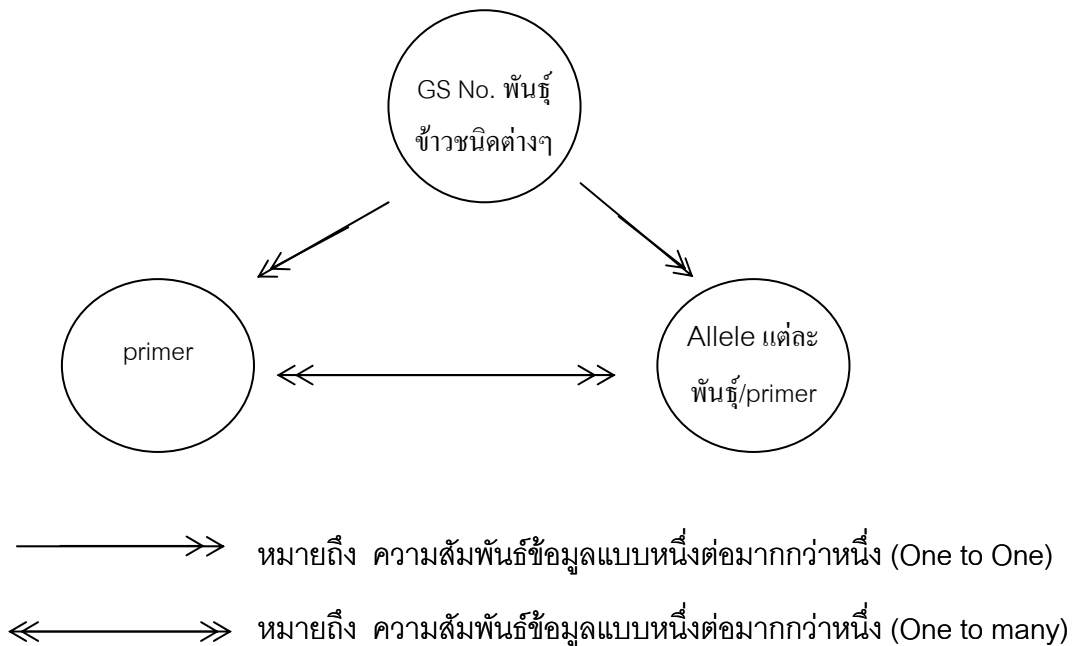 GS No. พันธุ์
ข้าวชนิดต่างๆ
primer
Allele แต่ละ
พันธุ์/primer
หมายถึง ความสัมพันธ์ข้อมูลแบบหนึ่งต่อมากกว่าหนึ่ง (One to One)
หมายถึง ความสัมพันธ์ข้อมูลแบบหนึ่งต่อมากกว่าหนึ่ง (One to many)